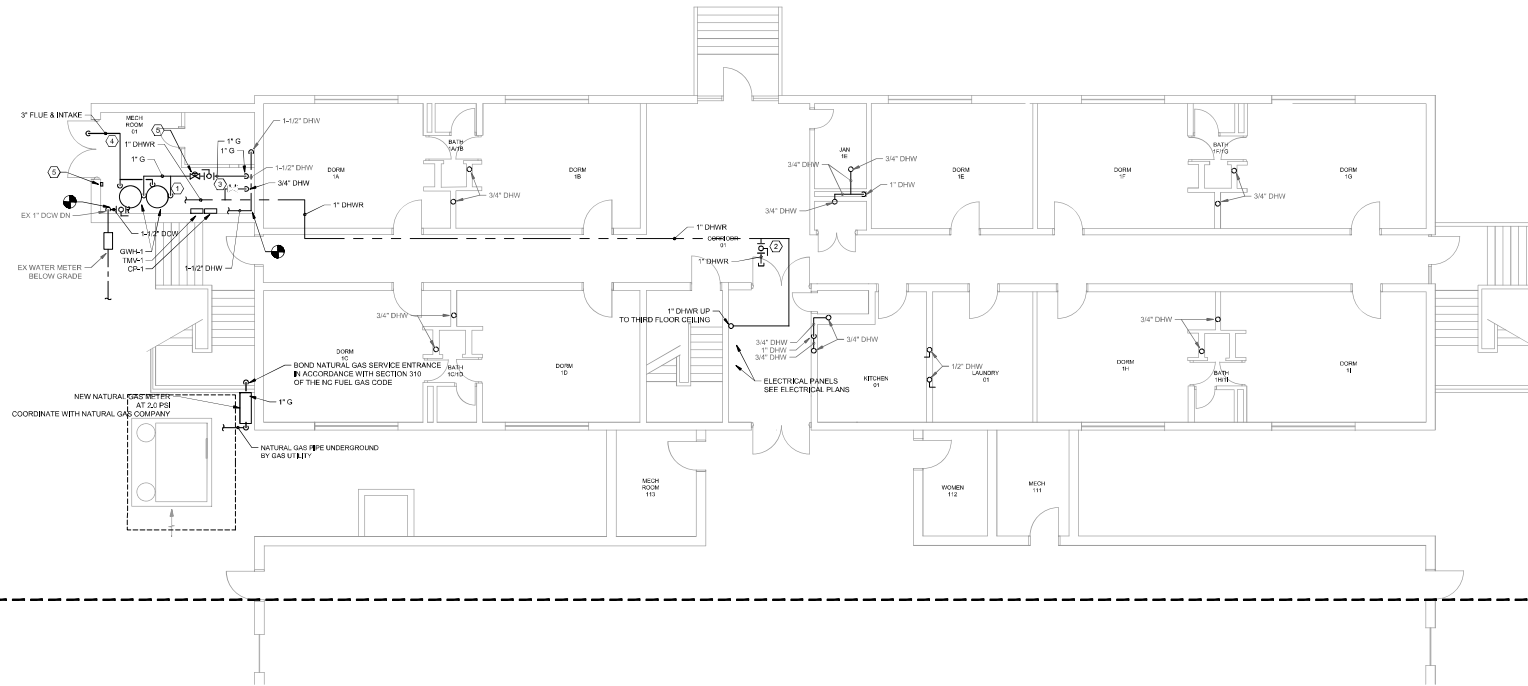 3" FLUE & INTAKE
MECH
ROOM
01
4
5
1" DHWR
1" G
5
1" G
1" G
1-1/2" DHW
1-1/2" DHW
3/4" DHW
3
1
EX 1" DCW DN
1-1/2" DCW
GWH-1
TMV-1
CP-1
1-1/2" DHW
EX WATER METER
BELOW GRADE
DORM
1A
BATH
1A/1B
3/4" DHW
DORM
1B
1" DHWR
1" DHWR
CORRIDOR
01
2
1" DHWR
JAN
1E
3/4" DHW
3/4" DHW
1" DHW
3/4" DHW
DORM
1E
DORM
1F
BATH
1F/1G
3/4" DHW
DORM
1G
1" DHWR UP
TO THIRD FLOOR CEILING
3/4" DHW
DORM
1C
BATH
1C/1D
DORM
1D
3/4" DHW
1" DHW
3/4" DHW
3/4" DHW
ELECTRICAL PANELS
SEE ELECTRICAL PLANS
KITCHEN
01
1/2" DHW
LAUNDRY
01
DORM
1H
3/4" DHW
BATH
1H/1I
DORM
1I
BOND NATURAL GAS SERVICE ENTRANCE
IN ACCORDANCE WITH SECTION 310
OF THE NC FUEL GAS CODE
NEW NATURAL GAS METER
AT 2.0 PSI
COORDINATE WITH NATURAL GAS COMPANY
1" G
NATURAL GAS PIPE UNDERGROUND
BY GAS UTILITY
MECH
ROOM
113
WOMEN
112
MECH
111